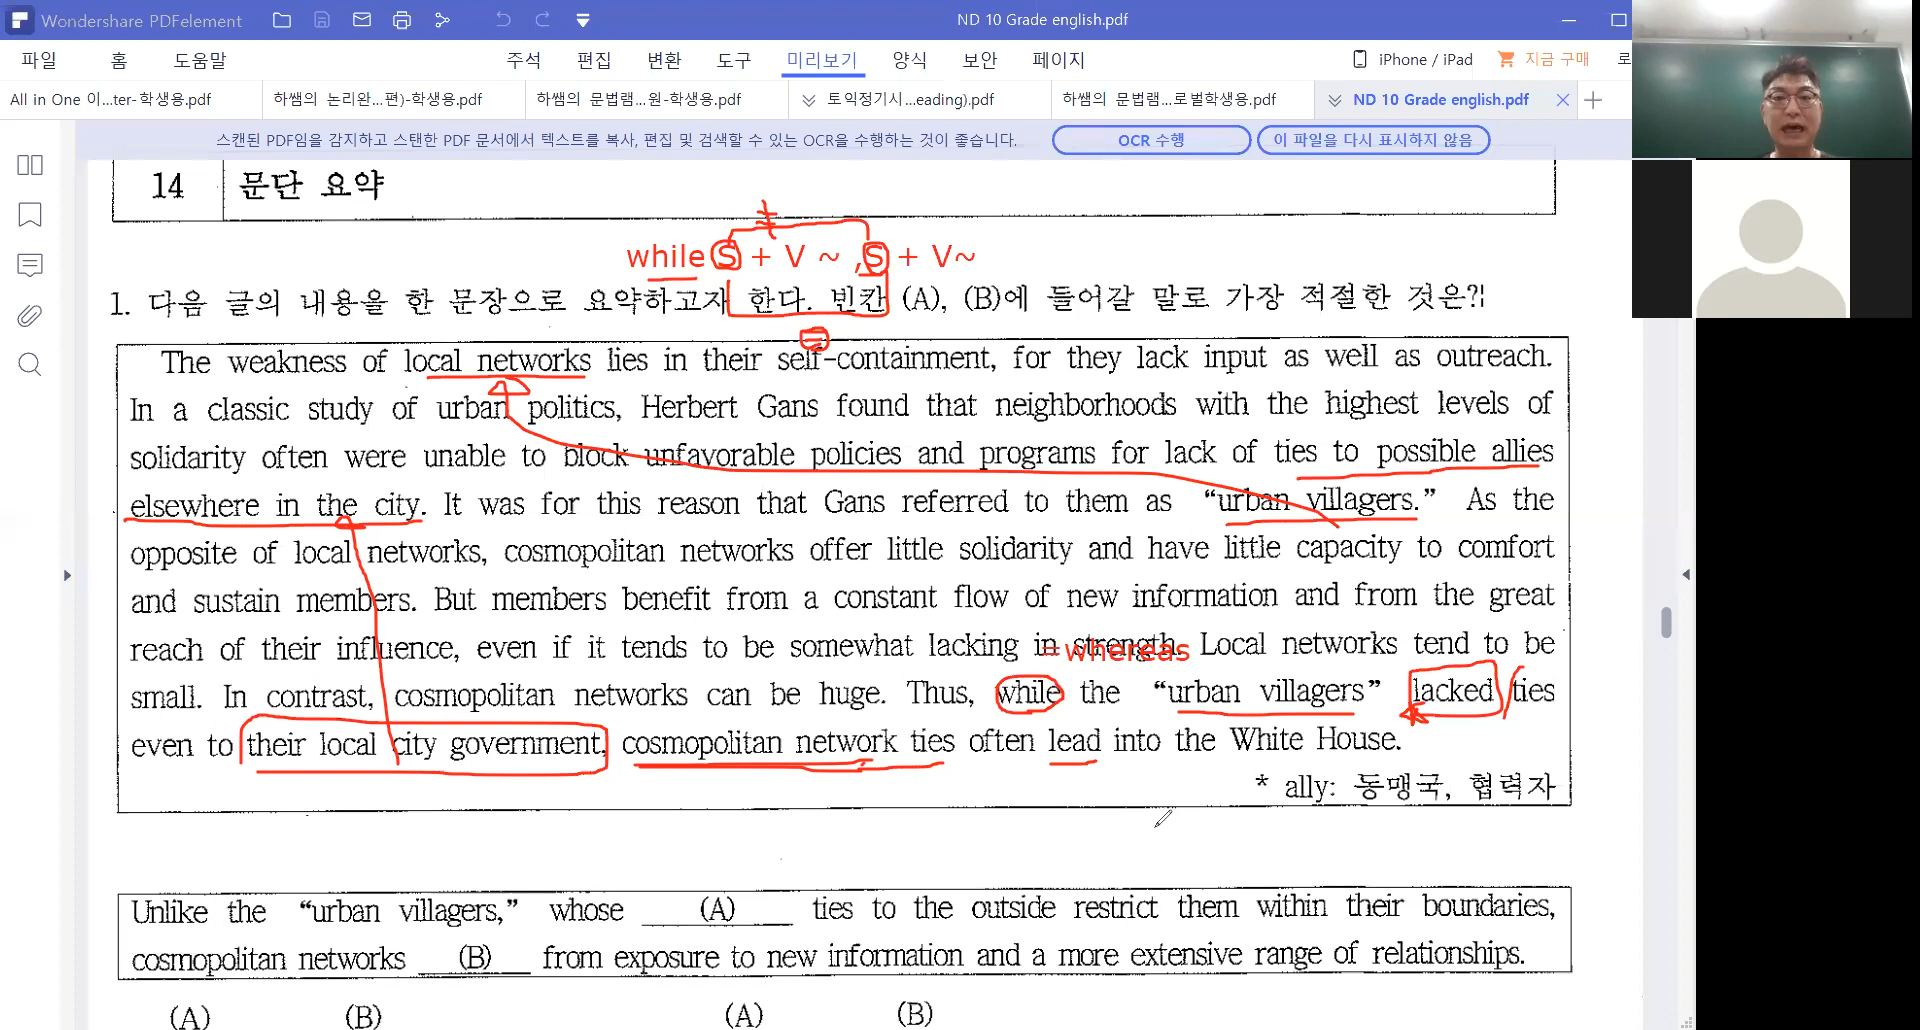 Wondershare PDFelement
ND 10 Grade english.pdf
파일 홈 도움말 주석 편집 변환 도구 미리보기 양식 보안 페이지 iPhone / iPad 지금 구매 로
All in One 이...ter-학생용.pdf
하쌤의 논리완...편)-학생용.pdf
하쌤의 문법램...원-학생용.pdf
토익정기시...eading).pdf
하쌤의 문법램...로벌학생용.pdf
ND 10 Grade english.pdf
스캔된 PDF임을 감지하고 스탠한 PDF 문서에서 텍스트를 복사, 편집 및 검색할 수 있는 OCR을 수행하는 것이 좋습니다. OCR 수행 이 파일을 다시 표시하지 않음
14 문단 요약
while S + V ~ , S + V~
1. 다음 글의 내용을 한 문장으로 요약하고자 한다. 빈칸 (A), (B)에 들어갈 말로 가장 적절한 것은?
The weakness of local networks lies in their self-containment, for they lack input as well as outreach.
In a classic study of urban politics, Herbert Gans found that neighborhoods with the highest levels of
solidarity often were unable to block unfavorable policies and programs for lack of ties to possible allies
elsewhere in the city. It was for this reason that Gans referred to them as “urban villagers.” As the
opposite of local networks, cosmopolitan networks offer little solidarity and have little capacity to comfort
and sustain members. But members benefit from a constant flow of new information and from the great
reach of their influence, even if it tends to be somewhat lacking in strength. Local networks tend to be
=whereas
small. In contrast, cosmopolitan networks can be huge. Thus, while the “urban villagers” lacked ties
even to their local city government, cosmopolitan network ties often lead into the White House.
* ally: 동맹국, 협력자
Unlike the “urban villagers,” whose (A) ties to the outside restrict them within their boundaries,
cosmopolitan networks (B) from exposure to new information and a more extensive range of relationships.
(A) (B) (A) (B)